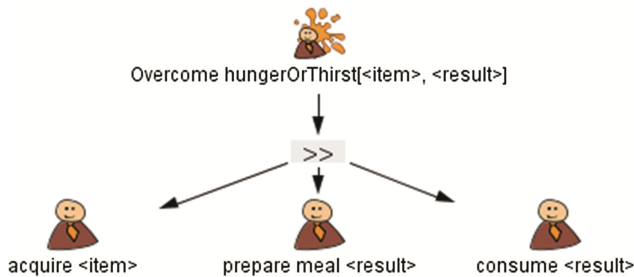 Overcome hungerOrThirst[<item>, <result>]
>>
acquire <item>
prepare meal <result>
consume <result>